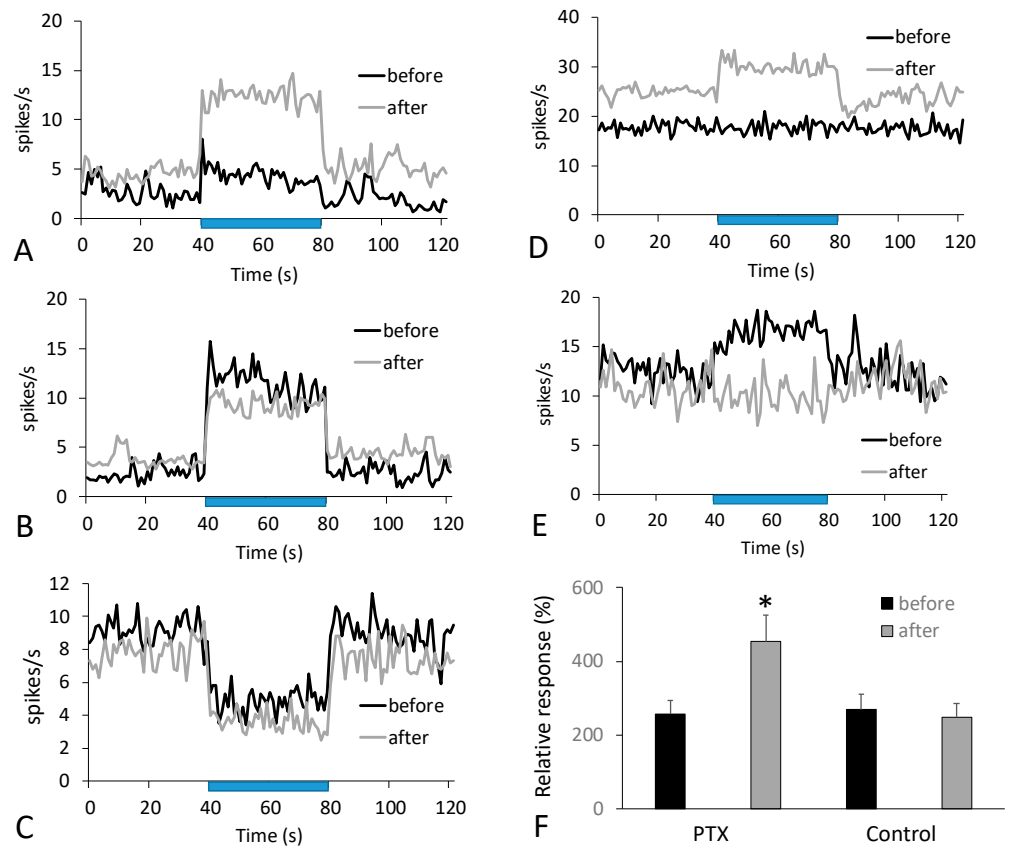 20
15
10
5
0
spikes/s
before
after
0 20 40 60 80 100 120
Time (s)
A
20
15
10
5
0
spikes/s
before
after
0 20 40 60 80 100 120
Time (s)
B
12
10
8
6
4
2
0
spikes/s
before
after
0 20 40 60 80 100 120
Time (s)
C
40
30
20
10
0
spikes/s
before
after
0 20 40 60 80 100 120
Time (s)
D
20
15
10
5
0
spikes/s
before
after
0 20 40 60 80 100 120
Time (s)
E
600
400
200
0
Relative response (%)
*
before
after
PTX Control
F